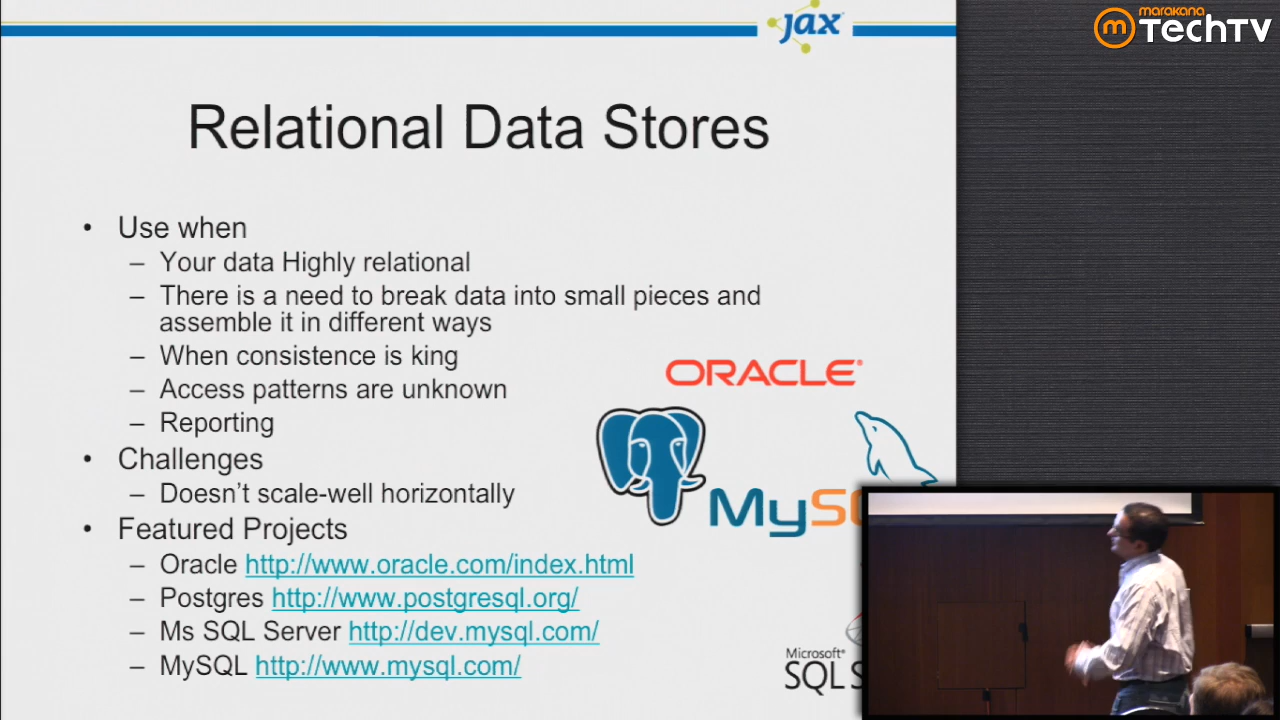 jax
marakana
TechTV
Relational Data Stores
• Use when
– Your data Highly relational
– There is a need to break data into small pieces and
assemble it in different ways
– When consistence is king
– Access patterns are unknown
– Reporting
• Challenges
– Doesn't scale-well horizontally
• Featured Projects
– Oracle http://www.oracle.com/index.html
– Postgres http://www.postgresql.org/
– Ms SQL Server http://dev.mysql.com/
– MySQL http://www.mysql.com/
ORACLE®
MyS
Microsoft®
SQL S